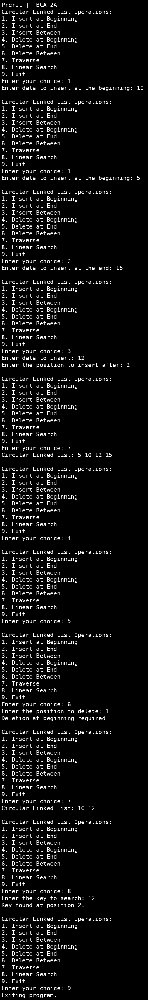 Prerit || BCA-2A
Circular Linked List Operations:
1. Insert at Beginning
2. Insert at End
3. Insert Between
4. Delete at Beginning
5. Delete at End
6. Delete Between
7. Traverse
8. Linear Search
9. Exit
Enter your choice: 1
Enter data to insert at the beginning: 10

Circular Linked List Operations:
1. Insert at Beginning
2. Insert at End
3. Insert Between
4. Delete at Beginning
5. Delete at End
6. Delete Between
7. Traverse
8. Linear Search
9. Exit
Enter your choice: 1
Enter data to insert at the beginning: 5

Circular Linked List Operations:
1. Insert at Beginning
2. Insert at End
3. Insert Between
4. Delete at Beginning
5. Delete at End
6. Delete Between
7. Traverse
8. Linear Search
9. Exit
Enter your choice: 2
Enter data to insert at the end: 15

Circular Linked List Operations:
1. Insert at Beginning
2. Insert at End
3. Insert Between
4. Delete at Beginning
5. Delete at End
6. Delete Between
7. Traverse
8. Linear Search
9. Exit
Enter your choice: 3
Enter data to insert: 12
Enter the position to insert after: 2

Circular Linked List Operations:
1. Insert at Beginning
2. Insert at End
3. Insert Between
4. Delete at Beginning
5. Delete at End
6. Delete Between
7. Traverse
8. Linear Search
9. Exit
Enter your choice: 7
Circular Linked List: 5 10 12 15

Circular Linked List Operations:
1. Insert at Beginning
2. Insert at End
3. Insert Between
4. Delete at Beginning
5. Delete at End
6. Delete Between
7. Traverse
8. Linear Search
9. Exit
Enter your choice: 4

Circular Linked List Operations:
1. Insert at Beginning
2. Insert at End
3. Insert Between
4. Delete at Beginning
5. Delete at End
6. Delete Between
7. Traverse
8. Linear Search
9. Exit
Enter your choice: 5

Circular Linked List Operations:
1. Insert at Beginning
2. Insert at End
3. Insert Between
4. Delete at Beginning
5. Delete at End
6. Delete Between
7. Traverse
8. Linear Search
9. Exit
Enter your choice: 6
Enter the position to delete: 1
Deletion at beginning required

Circular Linked List Operations:
1. Insert at Beginning
2. Insert at End
3. Insert Between
4. Delete at Beginning
5. Delete at End
6. Delete Between
7. Traverse
8. Linear Search
9. Exit
Enter your choice: 7
Circular Linked List: 10 12

Circular Linked List Operations:
1. Insert at Beginning
2. Insert at End
3. Insert Between
4. Delete at Beginning
5. Delete at End
6. Delete Between
7. Traverse
8. Linear Search
9. Exit
Enter your choice: 8
Enter the key to search: 12
Key found at position 2.

Circular Linked List Operations:
1. Insert at Beginning
2. Insert at End
3. Insert Between
4. Delete at Beginning
5. Delete at End
6. Delete Between
7. Traverse
8. Linear Search
9. Exit
Enter your choice: 9
Exiting program.